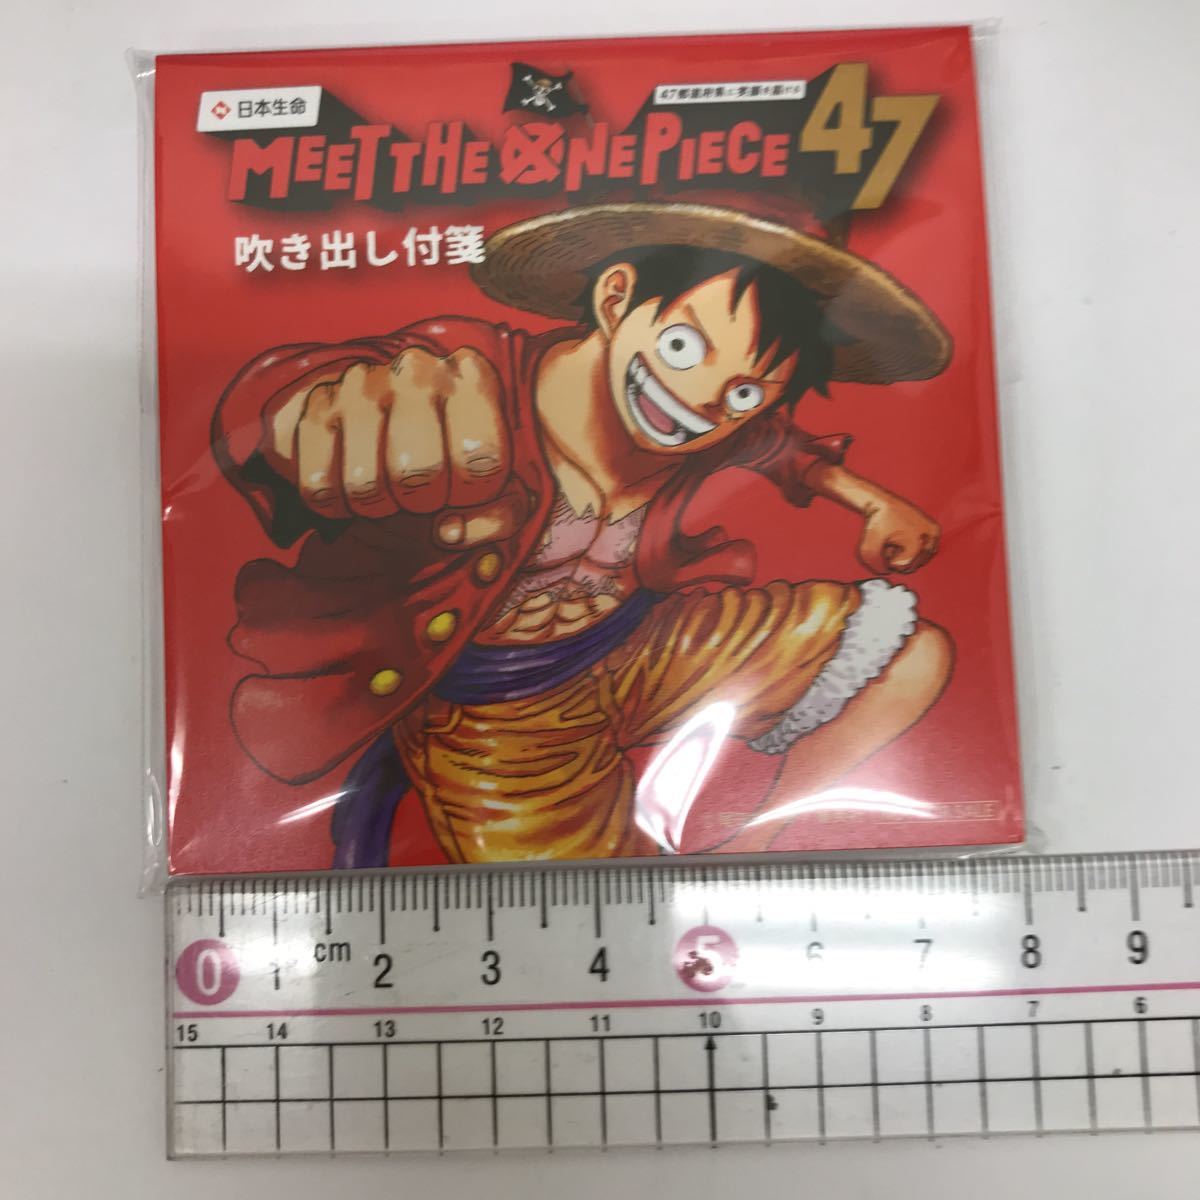 日本生命
47都道府県に笑顔を届ける
MEET THE ONE PIECE 47
吹き出し付箋
SALE
0 1 cm 2 3 4 5 6 7 8 9
15 14 13 12 11 10 9 8 7 6